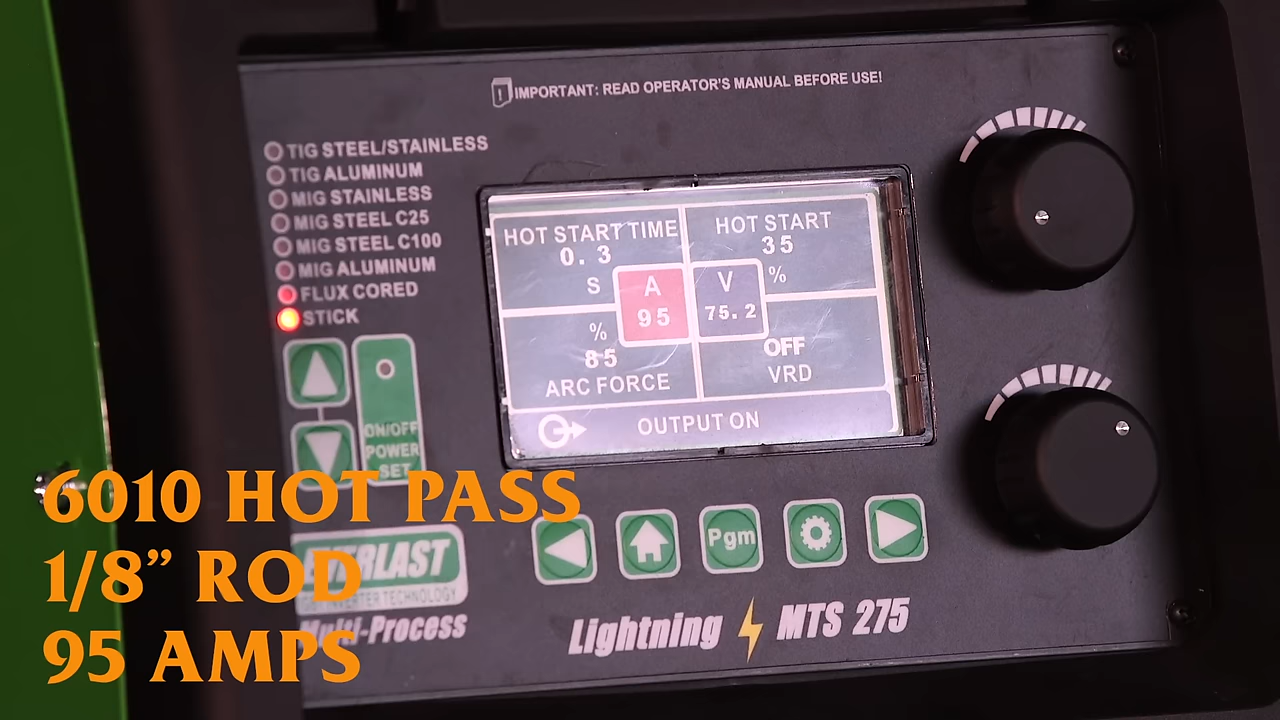 IMPORTANT: READ OPERATOR'S MANUAL BEFORE USE!
TIG STEEL/STAINLESS
TIG ALUMINUM
MIG STAINLESS
MIG STEEL C25
MIG STEEL C100
MIG ALUMINUM
FLUX CORED
STICK
ON/OFF
POWER
SET
HOT START TIME
0.3
S
HOT START
35
%
A
95
V
75.2
%
85
ARC FORCE
OFF
VRD
OUTPUT ON
Pgm
6010 HOT PASS
1/8” ROD
95 AMPS
INVERTER TECHNOLOGY
Multi-Process
Lightning MTS 275